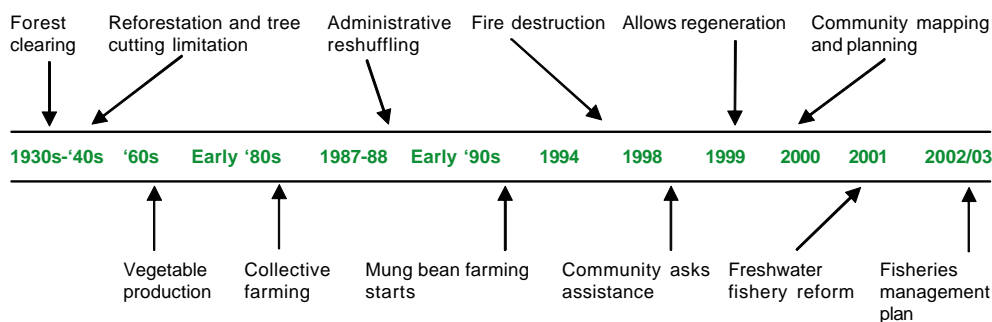 Forest
clearing
Reforestation and tree
cutting limitation
Administrative
reshuffling
Fire destruction
Allows regeneration
Community mapping
and planning
1930s-‘40s ‘60s Early ‘80s 1987-88 Early ‘90s 1994 1998 1999 2000 2001 2002/03
Vegetable
production
Collective
farming
Mung bean farming
starts
Community asks
assistance
Freshwater
fishery reform
Fisheries
management
plan